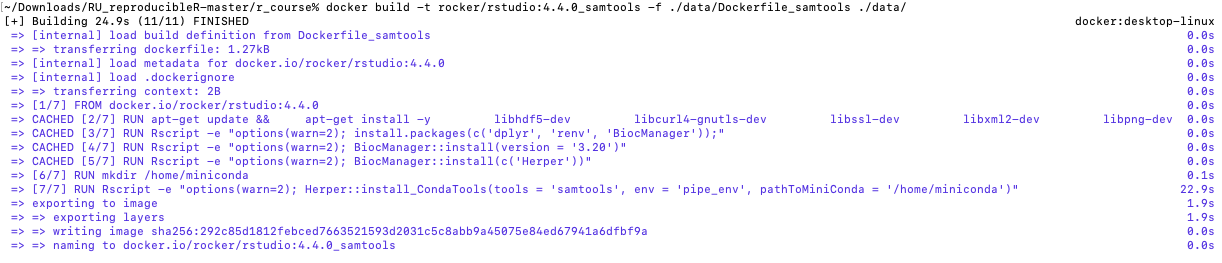 [~/Downloads/RU_reproducibleR-master/r_course% docker build -t rocker/rstudio:4.4.0_samtools -f ./data/Dockerfile_samtools ./data/
[+] Building 24.9s (11/11) FINISHED docker:desktop-linux
=> [internal] load build definition from Dockerfile_samtools 0.0s
=> => transferring dockerfile: 1.27kB 0.0s
=> [internal] load metadata for docker.io/rocker/rstudio:4.4.0 0.0s
=> [internal] load .dockerignore 0.0s
=> => transferring context: 2B 0.0s
=> [1/7] FROM docker.io/rocker/rstudio:4.4.0 0.0s
=> CACHED [2/7] RUN apt-get update && apt-get install -y libhdf5-dev libcurl4-gnutls-dev libssl-dev libxml2-dev libpng-dev 0.0s
=> CACHED [3/7] RUN Rscript -e "options(warn=2); install.packages(c('dplyr', 'renv', 'BiocManager'));" 0.0s
=> CACHED [4/7] RUN Rscript -e "options(warn=2); BiocManager::install(version = '3.20')" 0.0s
=> CACHED [5/7] RUN Rscript -e "options(warn=2); BiocManager::install(c('Herper'))" 0.0s
=> [6/7] RUN mkdir /home/miniconda 0.1s
=> [7/7] RUN Rscript -e "options(warn=2); Herper::install_CondaTools(tools = 'samtools', env = 'pipe_env', pathToMiniConda = '/home/miniconda')" 22.9s
=> exporting to image 1.9s
=> => exporting layers 1.9s
=> => writing image sha256:292c85d1812febced7663521593d2031c5c8abb9a45075e84ed67941a6dfbf9a 0.0s
=> => naming to docker.io/rocker/rstudio:4.4.0_samtools 0.0s